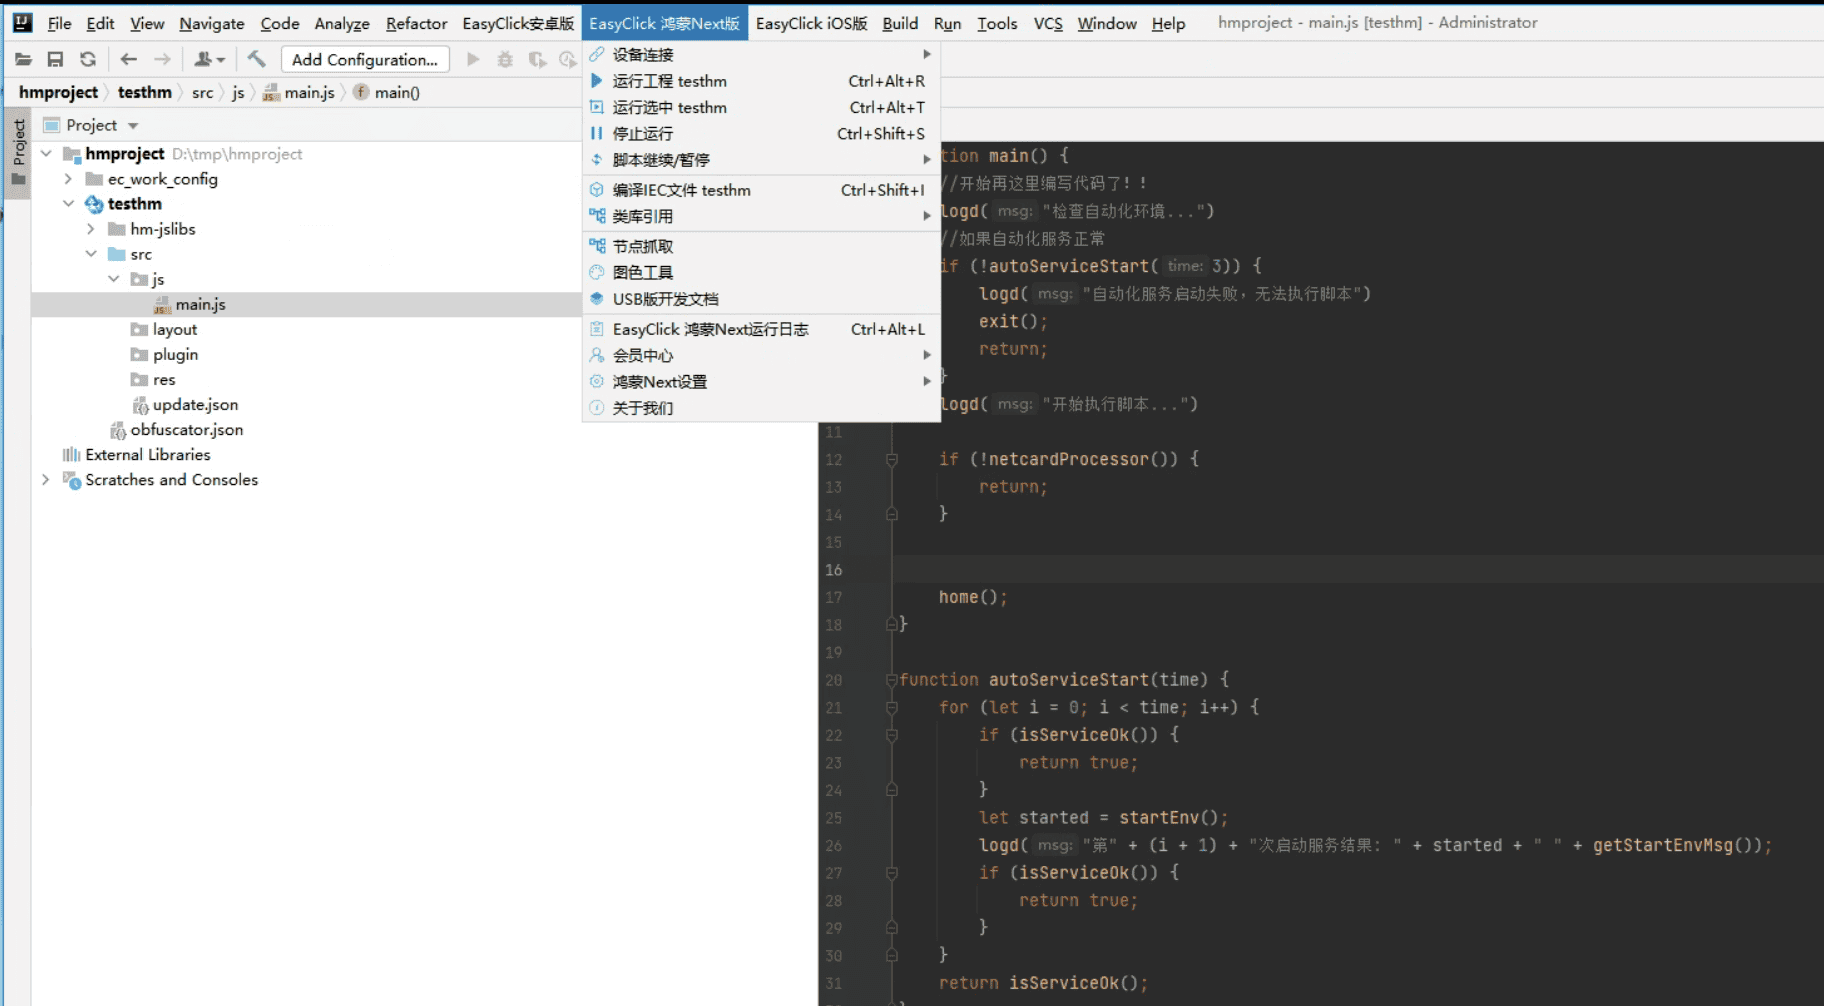 File Edit View Navigate Code Analyze Refactor EasyClick安卓版 EasyClick 鸿蒙Next版 EasyClick iOS版 Build Run Tools VCS Window Help hmproject - main.js [testhm] - Administrator
Add Configuration...
hmproject testhm src js main.js main()
Project
Project
hmproject D:\tmp\hmproject
ec_work_config
testhm
hm-jslibs
src
js
main.js
layout
plugin
res
update.json
obfuscator.json
External Libraries
Scratches and Consoles
设备连接
运行工程 testhm Ctrl+Alt+R
运行选中 testhm Ctrl+Alt+T
停止运行 Ctrl+Shift+S
脚本继续/暂停
编译IEC文件 testhm Ctrl+Shift+I
类库引用
节点抓取
图色工具
USB版开发文档
EasyClick 鸿蒙Next运行日志 Ctrl+Alt+L
会员中心
鸿蒙Next设置
关于我们
tion main() {
//开始再这里编写代码了！！
logd( msg: "检查自动化环境...")
//如果自动化服务正常
if (!autoServiceStart( time: 3)) {
logd( msg: "自动化服务启动失败，无法执行脚本")
exit();
return;
}
logd( msg: "开始执行脚本...")
11
12 if (!netcardProcessor()) {
13 return;
14 }
15
16
17 home();
18 }
19
20 function autoServiceStart(time) {
21 for (let i = 0; i < time; i++) {
22 if (isServiceOk()) {
23 return true;
24 }
25 let started = startEnv();
26 logd( msg: "第" + (i + 1) + "次启动服务结果: " + started + " " + getStartEnvMsg());
27 if (isServiceOk()) {
28 return true;
29 }
30 }
31 return isServiceOk();